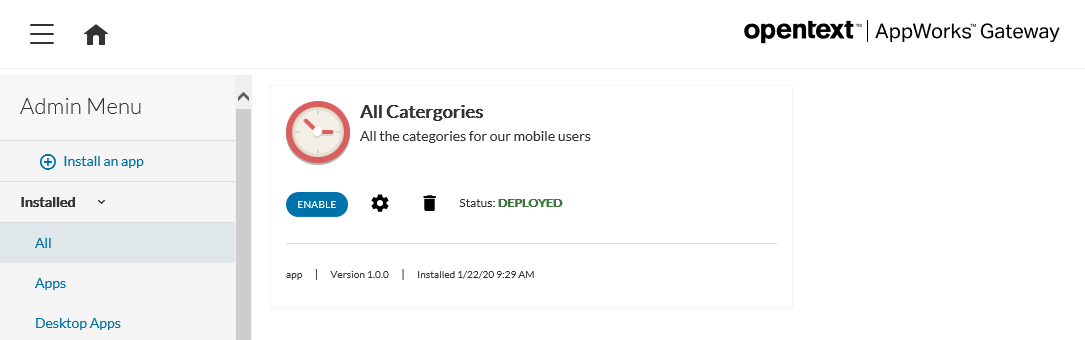 opentext™ | AppWorks™ Gateway
Admin Menu
Install an app
Installed
All
Apps
Desktop Apps
All Catergories
All the categories for our mobile users
ENABLE
Status: DEPLOYED
app | Version 1.0.0 | Installed 1/22/20 9:29 AM